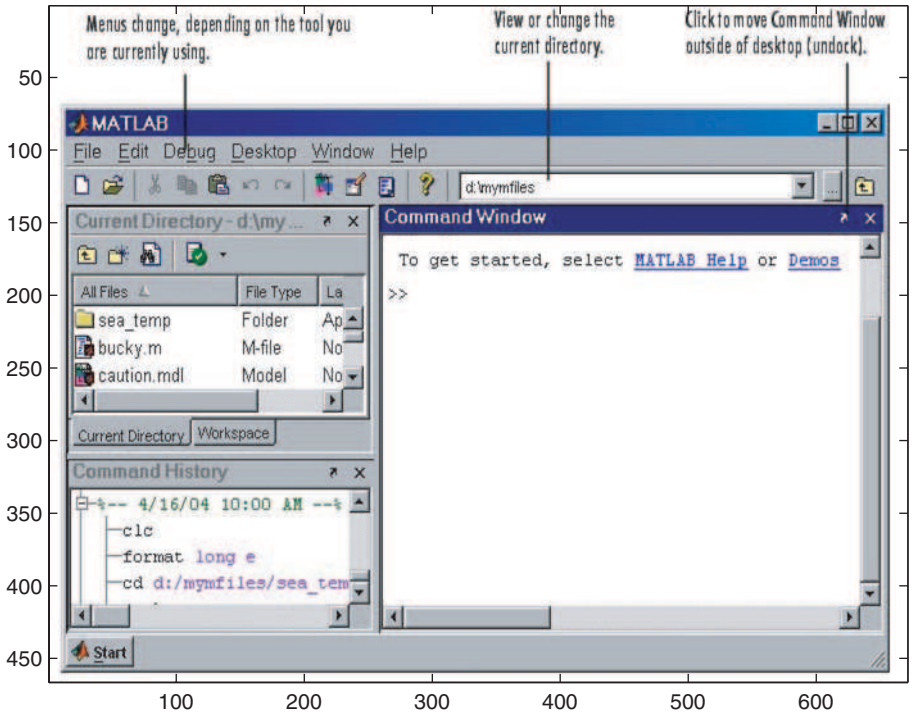 Menus change, depending on the tool you
are currently using.
View or change the
current directory.
Click to move Command Window
outside of desktop (undock).
MATLAB
File Edit Debug Desktop Window Help
d:\mymfiles
...
Current Directory - d:\my ...
All Files File Type La
sea_temp Folder Ap
bucky.m M-file No
caution.mdl Model No
Current Directory Workspace
Command History
%-- 4/16/04 10:00 AM --%
clc
format long e
cd d:/mymfiles/sea_tem
Command Window
To get started, select MATLAB Help or Demos
>>
Start
50
100
150
200
250
300
350
400
450
100 200 300 400 500 600